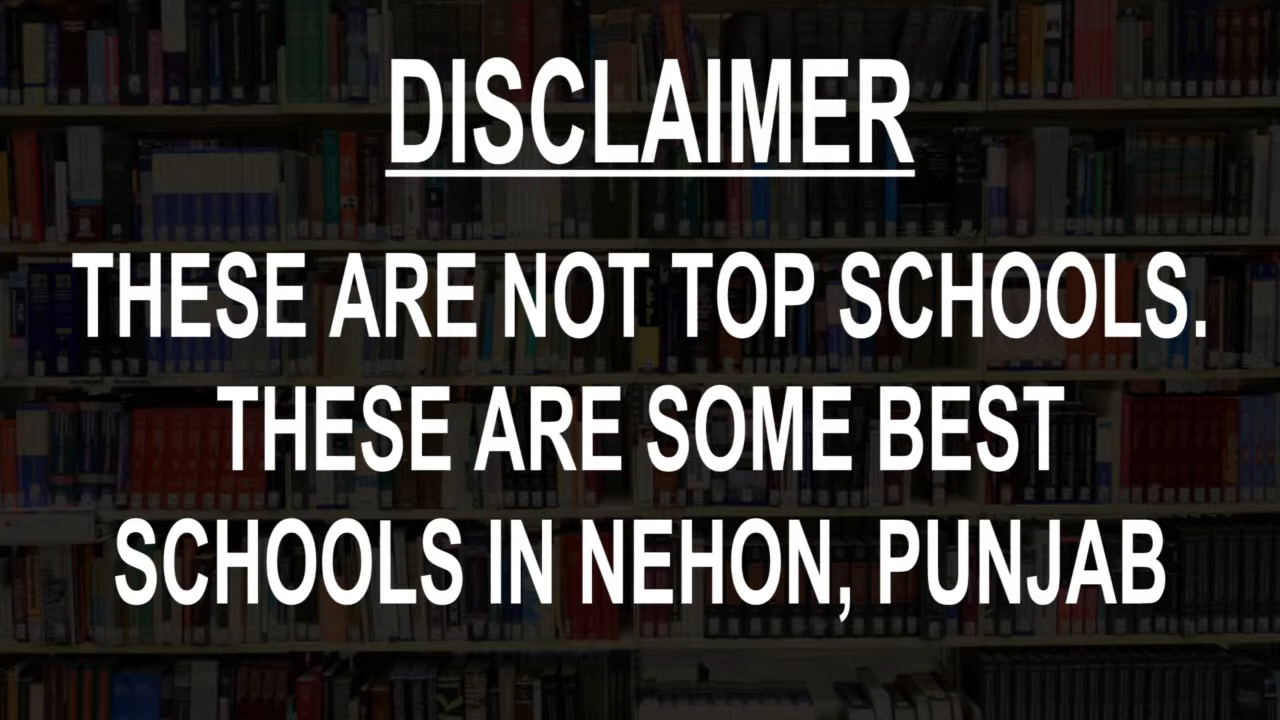 DISCLAIMER
THESE ARE NOT TOP SCHOOLS.
THESE ARE SOME BEST
SCHOOLS IN NEHON, PUNJAB